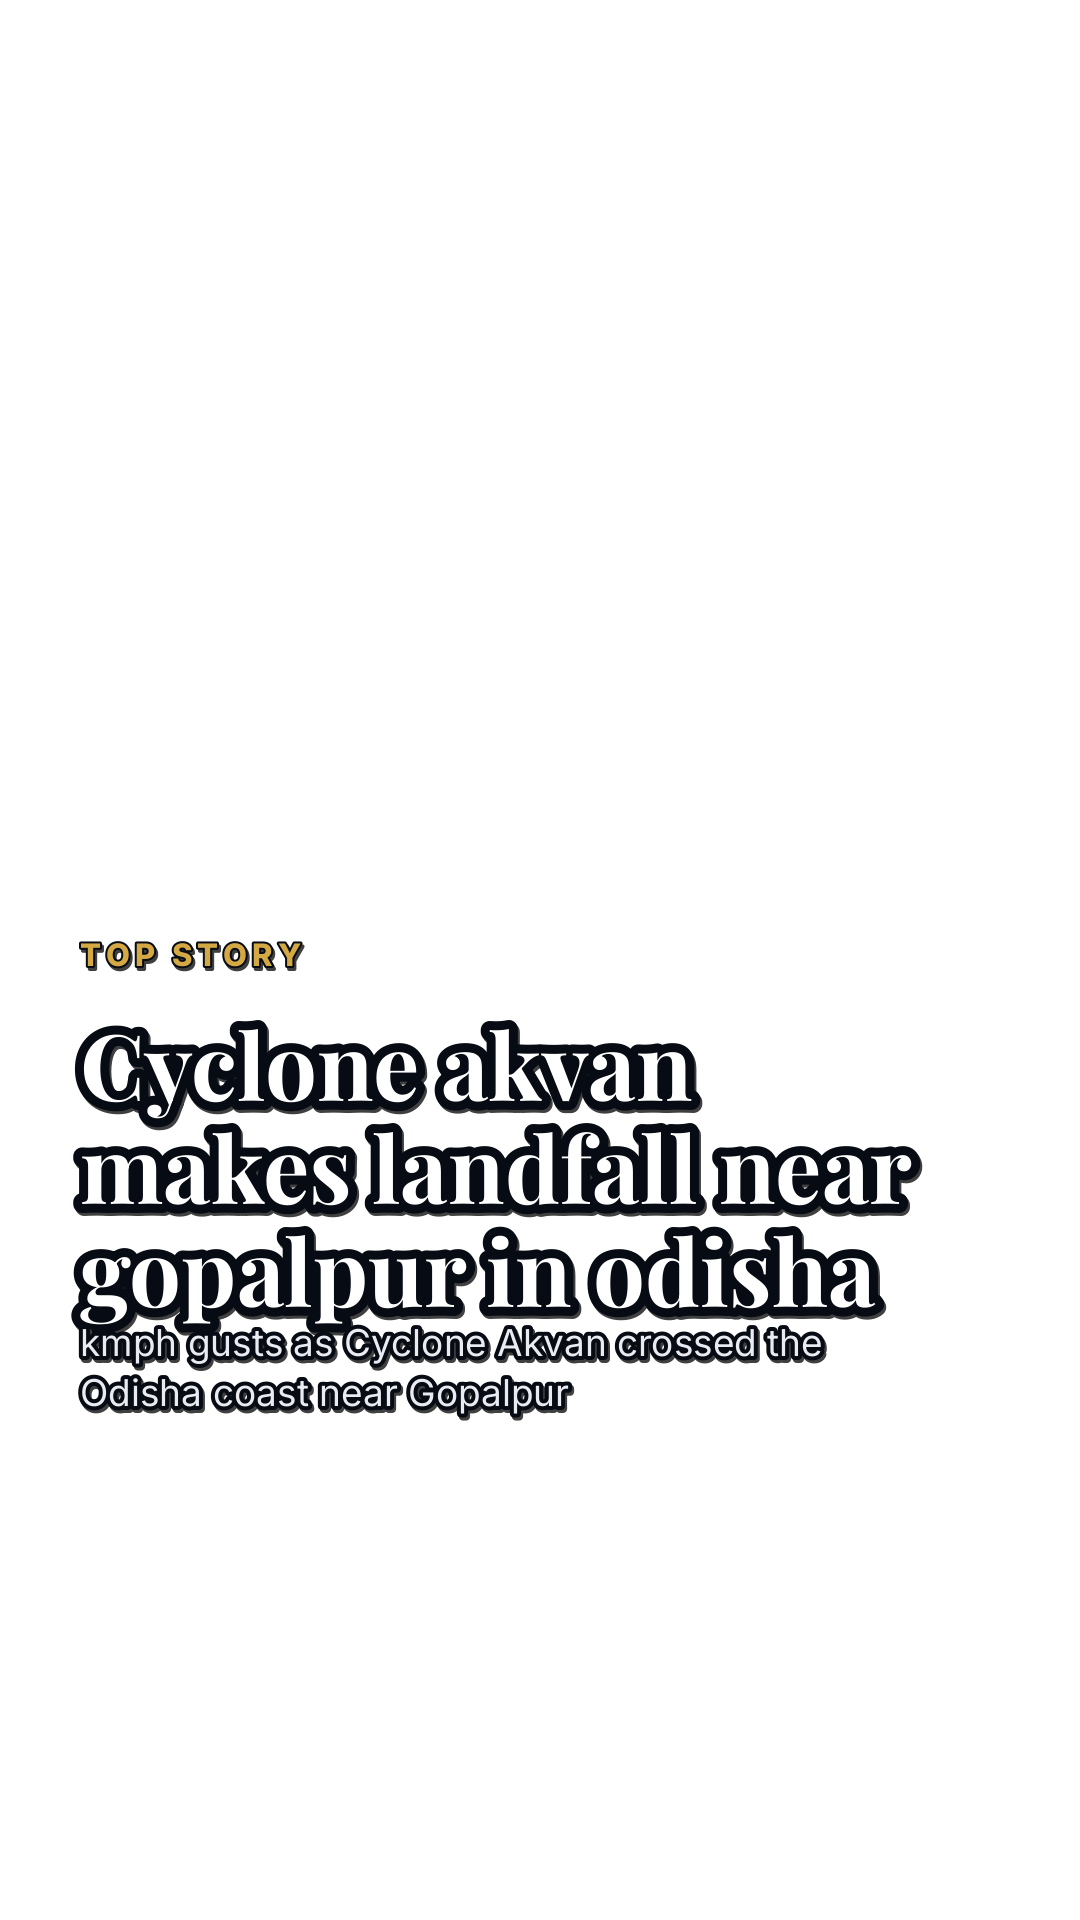 TOP STORY
Cyclone akvan
makes landfall near
gopalpur in odisha
kmph gusts as Cyclone Akvan crossed the
Odisha coast near Gopalpur